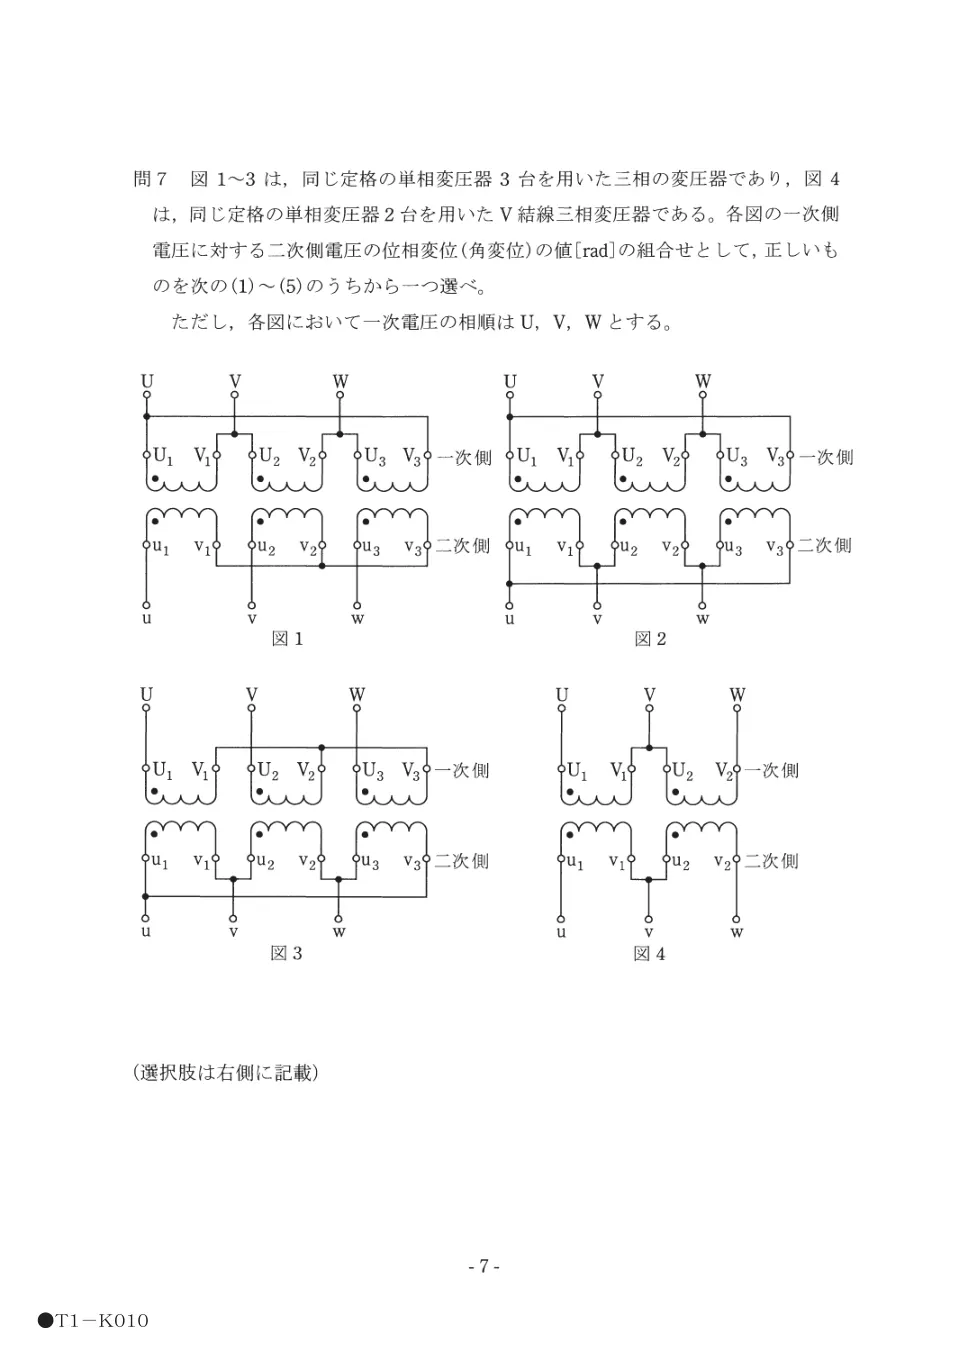 問7 図1～3は，同じ定格の単相変圧器3台を用いた三相の変圧器であり，図4
は，同じ定格の単相変圧器2台を用いたV結線三相変圧器である。各図の一次側
電圧に対する二次側電圧の位相変位(角変位)の値[rad]の組合せとして，正しいも
のを次の(1)～(5)のうちから一つ選べ。
ただし，各図において一次電圧の相順はU，V，Wとする。
U V W
U1 V1 U2 V2 U3 V3 一次側
u1 v1 u2 v2 u3 v3 二次側
u v w
図1
U V W
U1 V1 U2 V2 U3 V3 一次側
u1 v1 u2 v2 u3 v3 二次側
u v w
図2
U V W
U1 V1 U2 V2 U3 V3 一次側
u1 v1 u2 v2 u3 v3 二次側
u v w
図3
U V W
U1 V1 U2 V2 一次側
u1 v1 u2 v2 二次側
u v w
図4
(選択肢は右側に記載)
- 7 -
●T1－K010